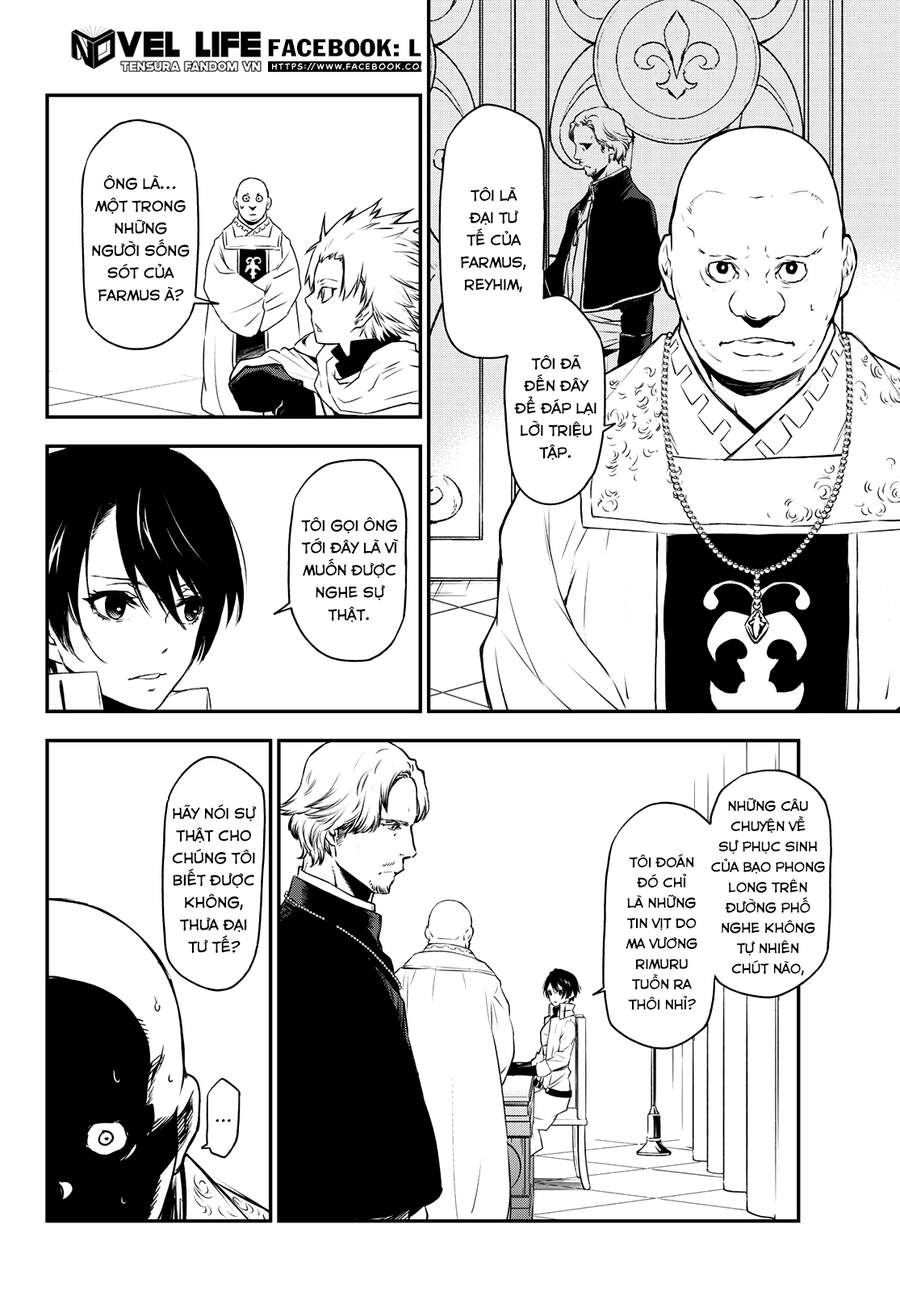 NOVEL LIFE FACEBOOK: L
TENSURA FANDOM VN HTTPS://WWW.FACEBOOK.CO
TÔI LÀ
ĐẠI TƯ
TẾ CỦA
FARMUS,
REYHIM,
TÔI ĐÃ
ĐẾN ĐÂY
ĐỂ ĐÁP LẠI
LỜI TRIỆU
TẬP.
ÔNG LÀ...
MỘT TRONG
NHỮNG
NGƯỜI SỐNG
SÓT CỦA
FARMUS À?
TÔI GỌI ÔNG
TỚI ĐÂY LÀ VÌ
MUỐN ĐƯỢC
NGHE SỰ
THẬT.
NHỮNG CÂU
CHUYỆN VỀ
SỰ PHỤC SINH
CỦA BẠO PHONG
LONG TRÊN
ĐƯỜNG PHỐ
NGHE KHÔNG
TỰ NHIÊN
CHÚT NÀO,
TÔI ĐOÁN
ĐÓ CHỈ
LÀ NHỮNG
TIN VỊT DO
MA VƯƠNG
RIMURU
TUỒN RA
THÔI NHỈ?
HÃY NÓI SỰ
THẬT CHO
CHÚNG TÔI
BIẾT ĐƯỢC
KHÔNG,
THƯA ĐẠI
TƯ TẾ?
...